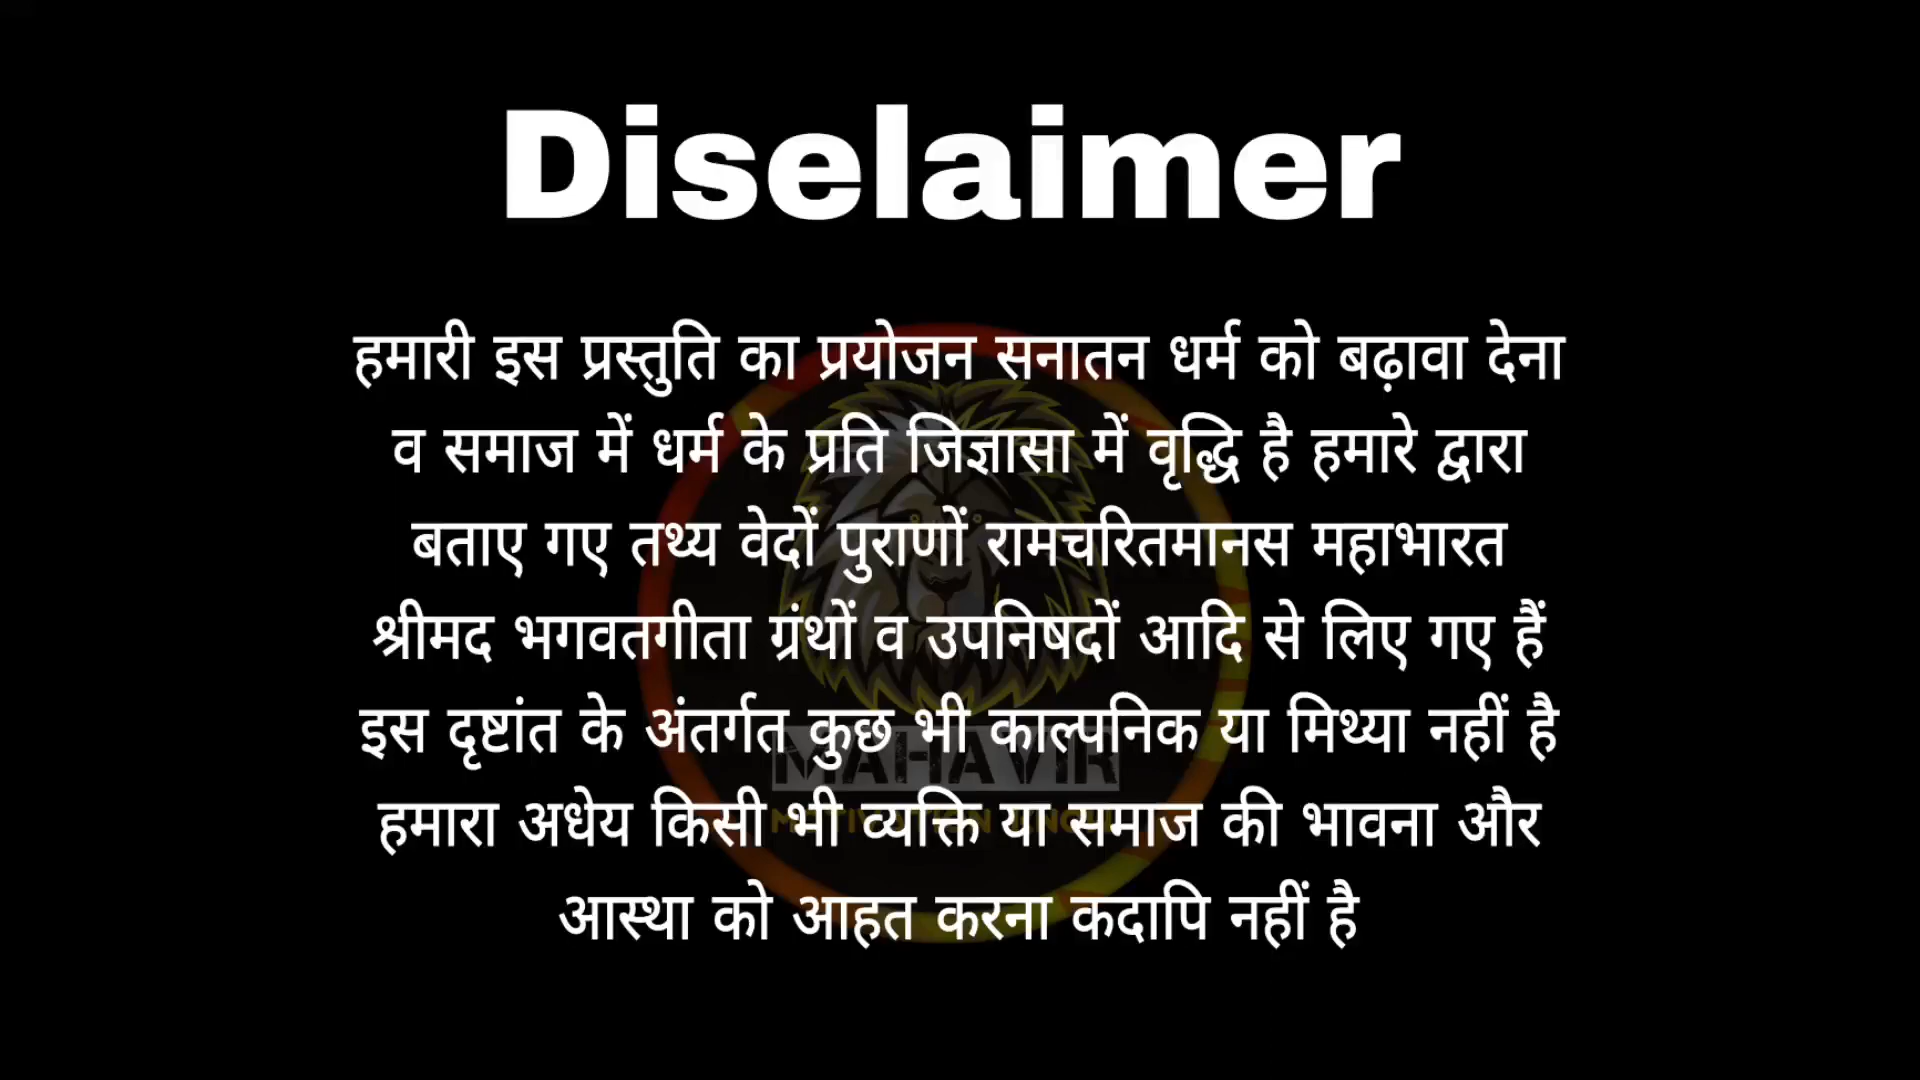 Diselaimer
हमारी इस प्रस्तुति का प्रयोजन सनातन धर्म को बढ़ावा देना
व समाज में धर्म के प्रति जिज्ञासा में वृद्धि है हमारे द्वारा
बताए गए तथ्य वेदों पुराणों रामचरितमानस महाभारत
श्रीमद भगवतगीता ग्रंथों व उपनिषदों आदि से लिए गए हैं
इस दृष्टांत के अंतर्गत कुछ भी काल्पनिक या मिथ्या नहीं है
MAHAVIR
हमारा अधेय किसी भी व्यक्ति या समाज की भावना और
आस्था को आहत करना कदापि नहीं है